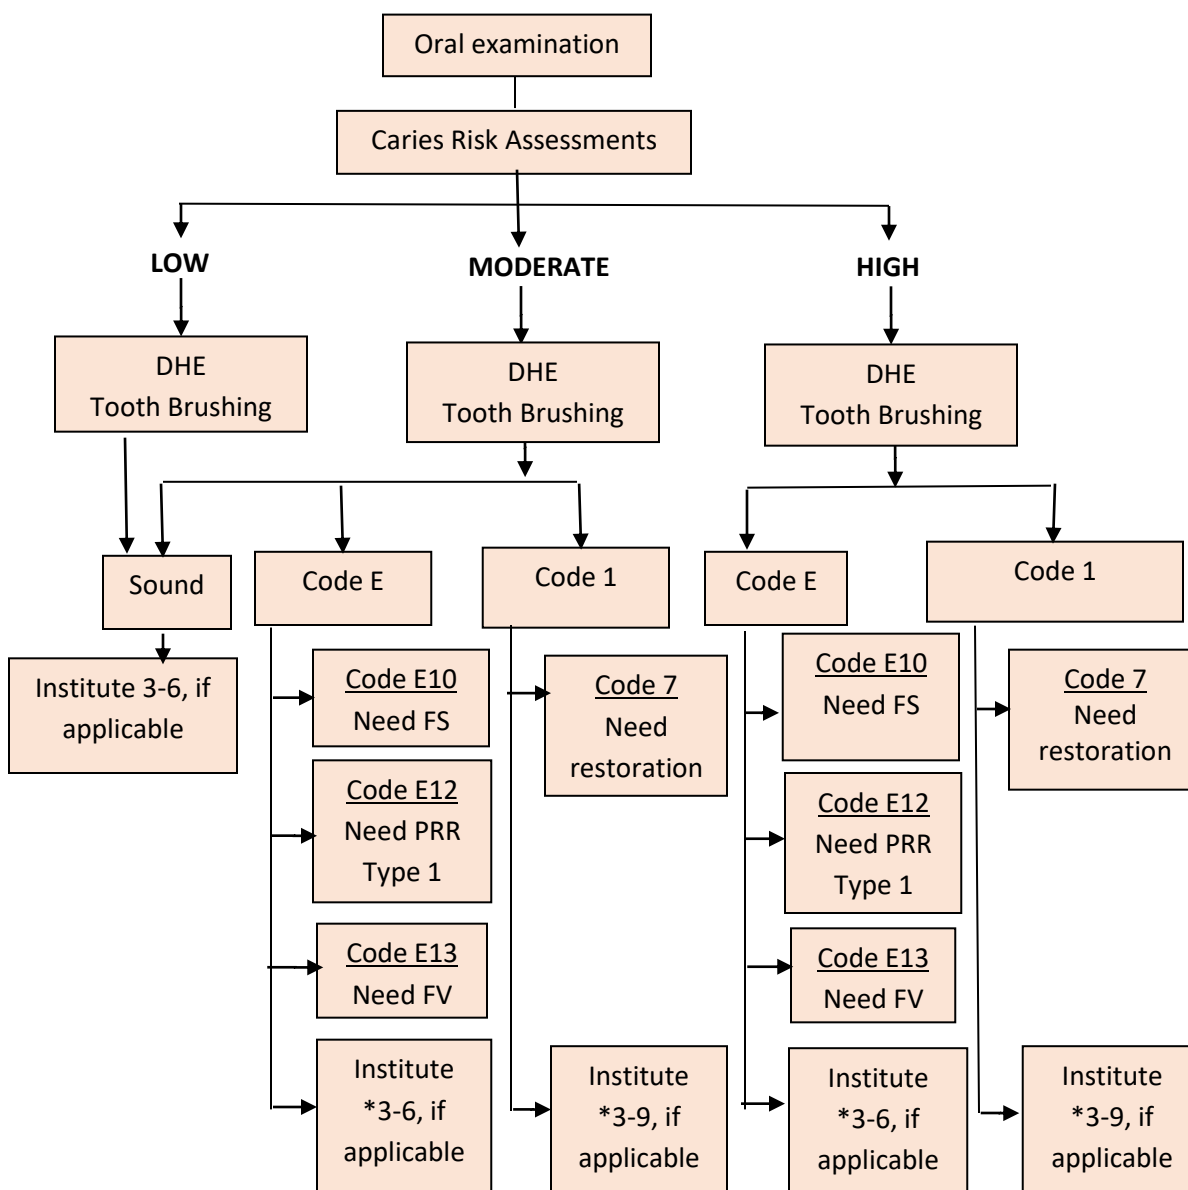 Oral examination
Caries Risk Assessments
LOW
MODERATE
HIGH
DHE
Tooth Brushing
DHE
Tooth Brushing
DHE
Tooth Brushing
Sound
Code E
Code 1
Code E
Code 1
Institute 3-6, if
applicable
Code E10
Need FS
Code E12
Need PRR
Type 1
Code E13
Need FV
Institute
*3-6, if
applicable
Code 7
Need
restoration
Institute
*3-9, if
applicable
Code E10
Need FS
Code E12
Need PRR
Type 1
Code E13
Need FV
Institute
*3-6, if
applicable
Code 7
Need
restoration
Institute
*3-9, if
applicable